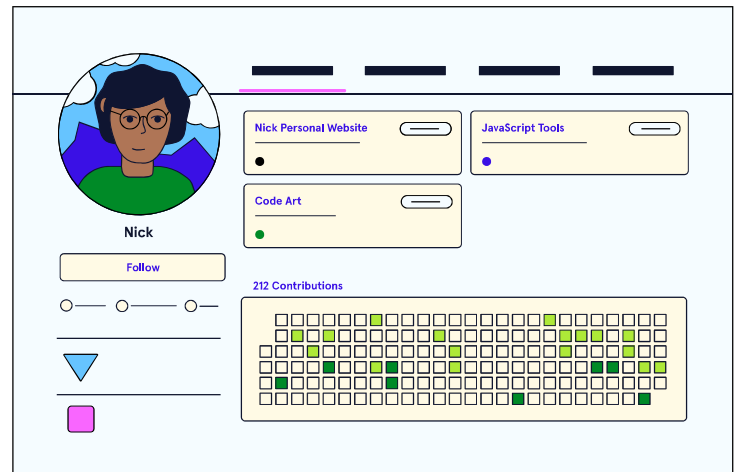 Nick Personal Website
JavaScript Tools
Code Art
Nick
Follow
212 Contributions